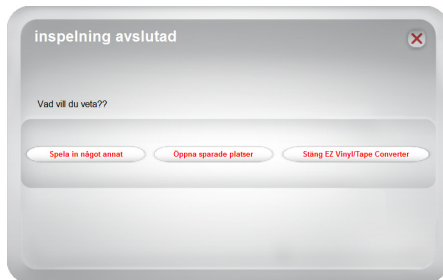 inspelning avslutad
Vad vill du veta??
Spela in något annat
Öppna sparade platser
Stäng EZ Vinyl/Tape Converter